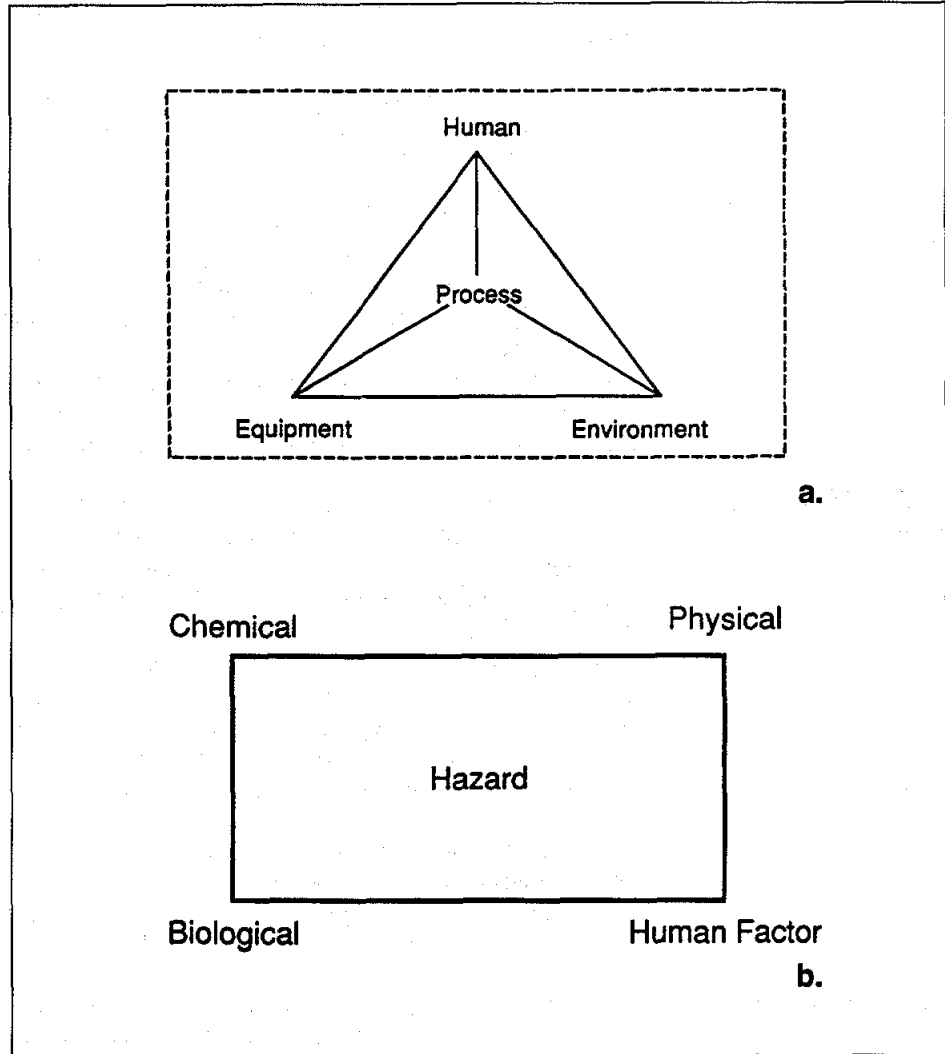 Human
Process
Equipment Environment
a.
Chemical Physical
Hazard
Biological Human Factor
b.